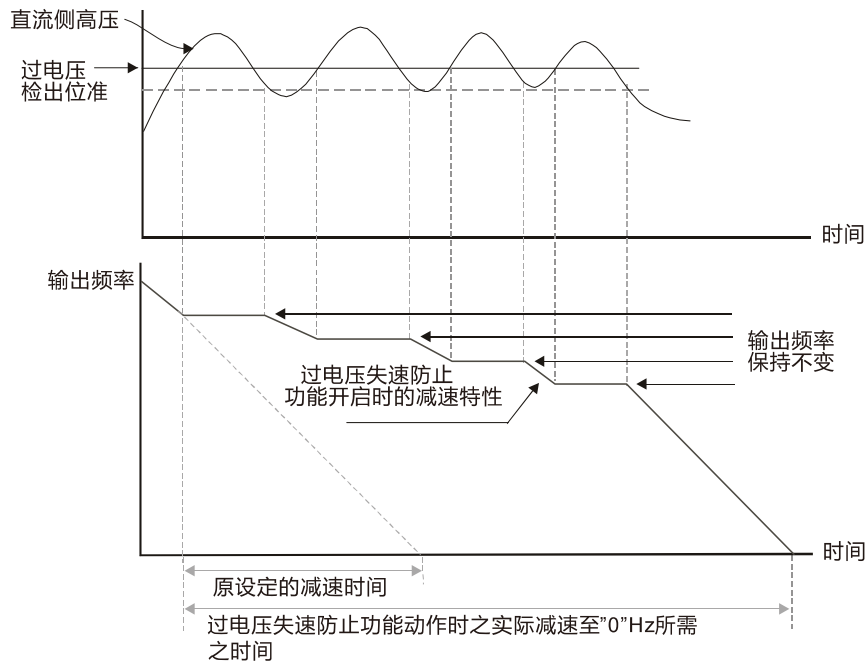 直流侧高压
过电压
检出位准
时间
输出频率
输出频率
保持不变
过电压失速防止
功能开启时的减速特性
时间
原设定的减速时间
过电压失速防止功能动作时之实际减速至”0”Hz所需
之时间